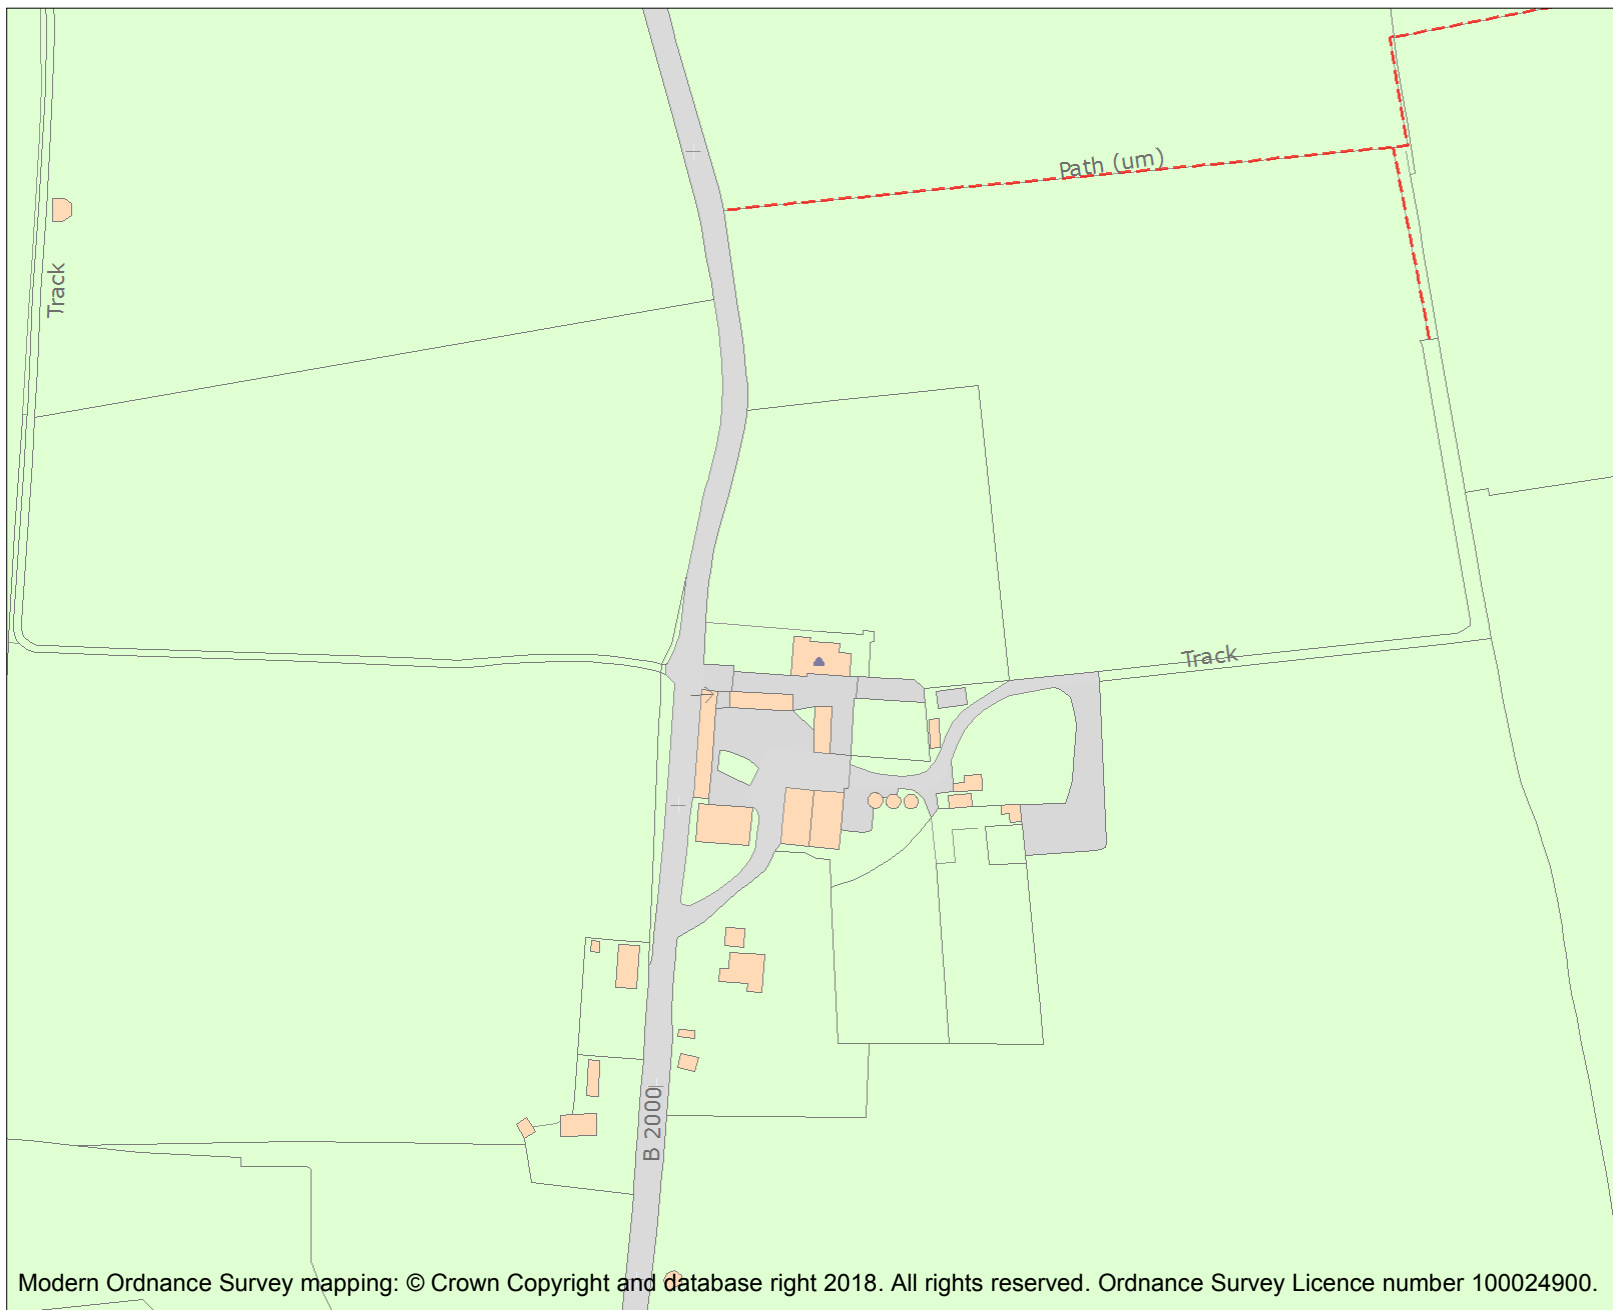 Path (um)
Track
Track
B 2000
Modern Ordnance Survey mapping: © Crown Copyright and database right 2018. All rights reserved. Ordnance Survey Licence number 100024900.